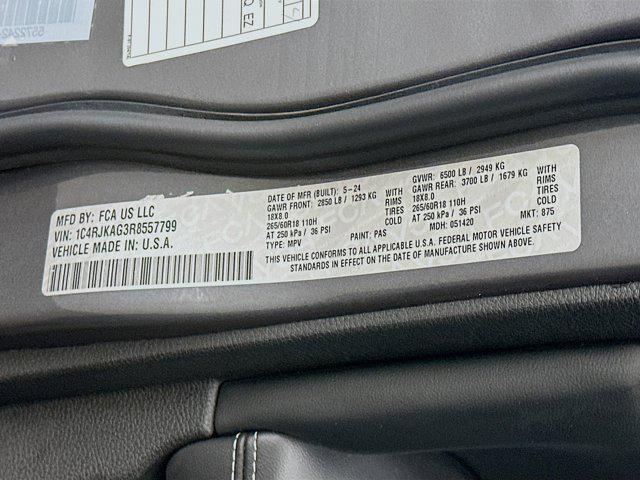 5572242
EZ
MFD BY: FCA US LLC
VIN: 1C4RJKAG3R8557799
VEHICLE MADE IN U.S.A.
DATE OF MFR (BUILT): 5-24 GVWR: 6500 LB / 2949 KG
GAWR FRONT: 2850 LB / 1293 KG WITH GAWR REAR: 3700 LB / 1679 KG WITH
18X8.0 RIMS 18X8.0 RIMS
265/60R18 110H TIRES 265/60R18 110H TIRES
AT 250 kPa / 36 PSI COLD AT 250 kPa / 36 PSI COLD
TYPE: MPV PAINT: PAS MDH: 051420 MKT: 875
THIS VEHICLE CONFORMS TO ALL APPLICABLE U.S.A. FEDERAL MOTOR VEHICLE SAFETY
STANDARDS IN EFFECT ON THE DATE OF MANUFACTURE SHOWN ABOVE.